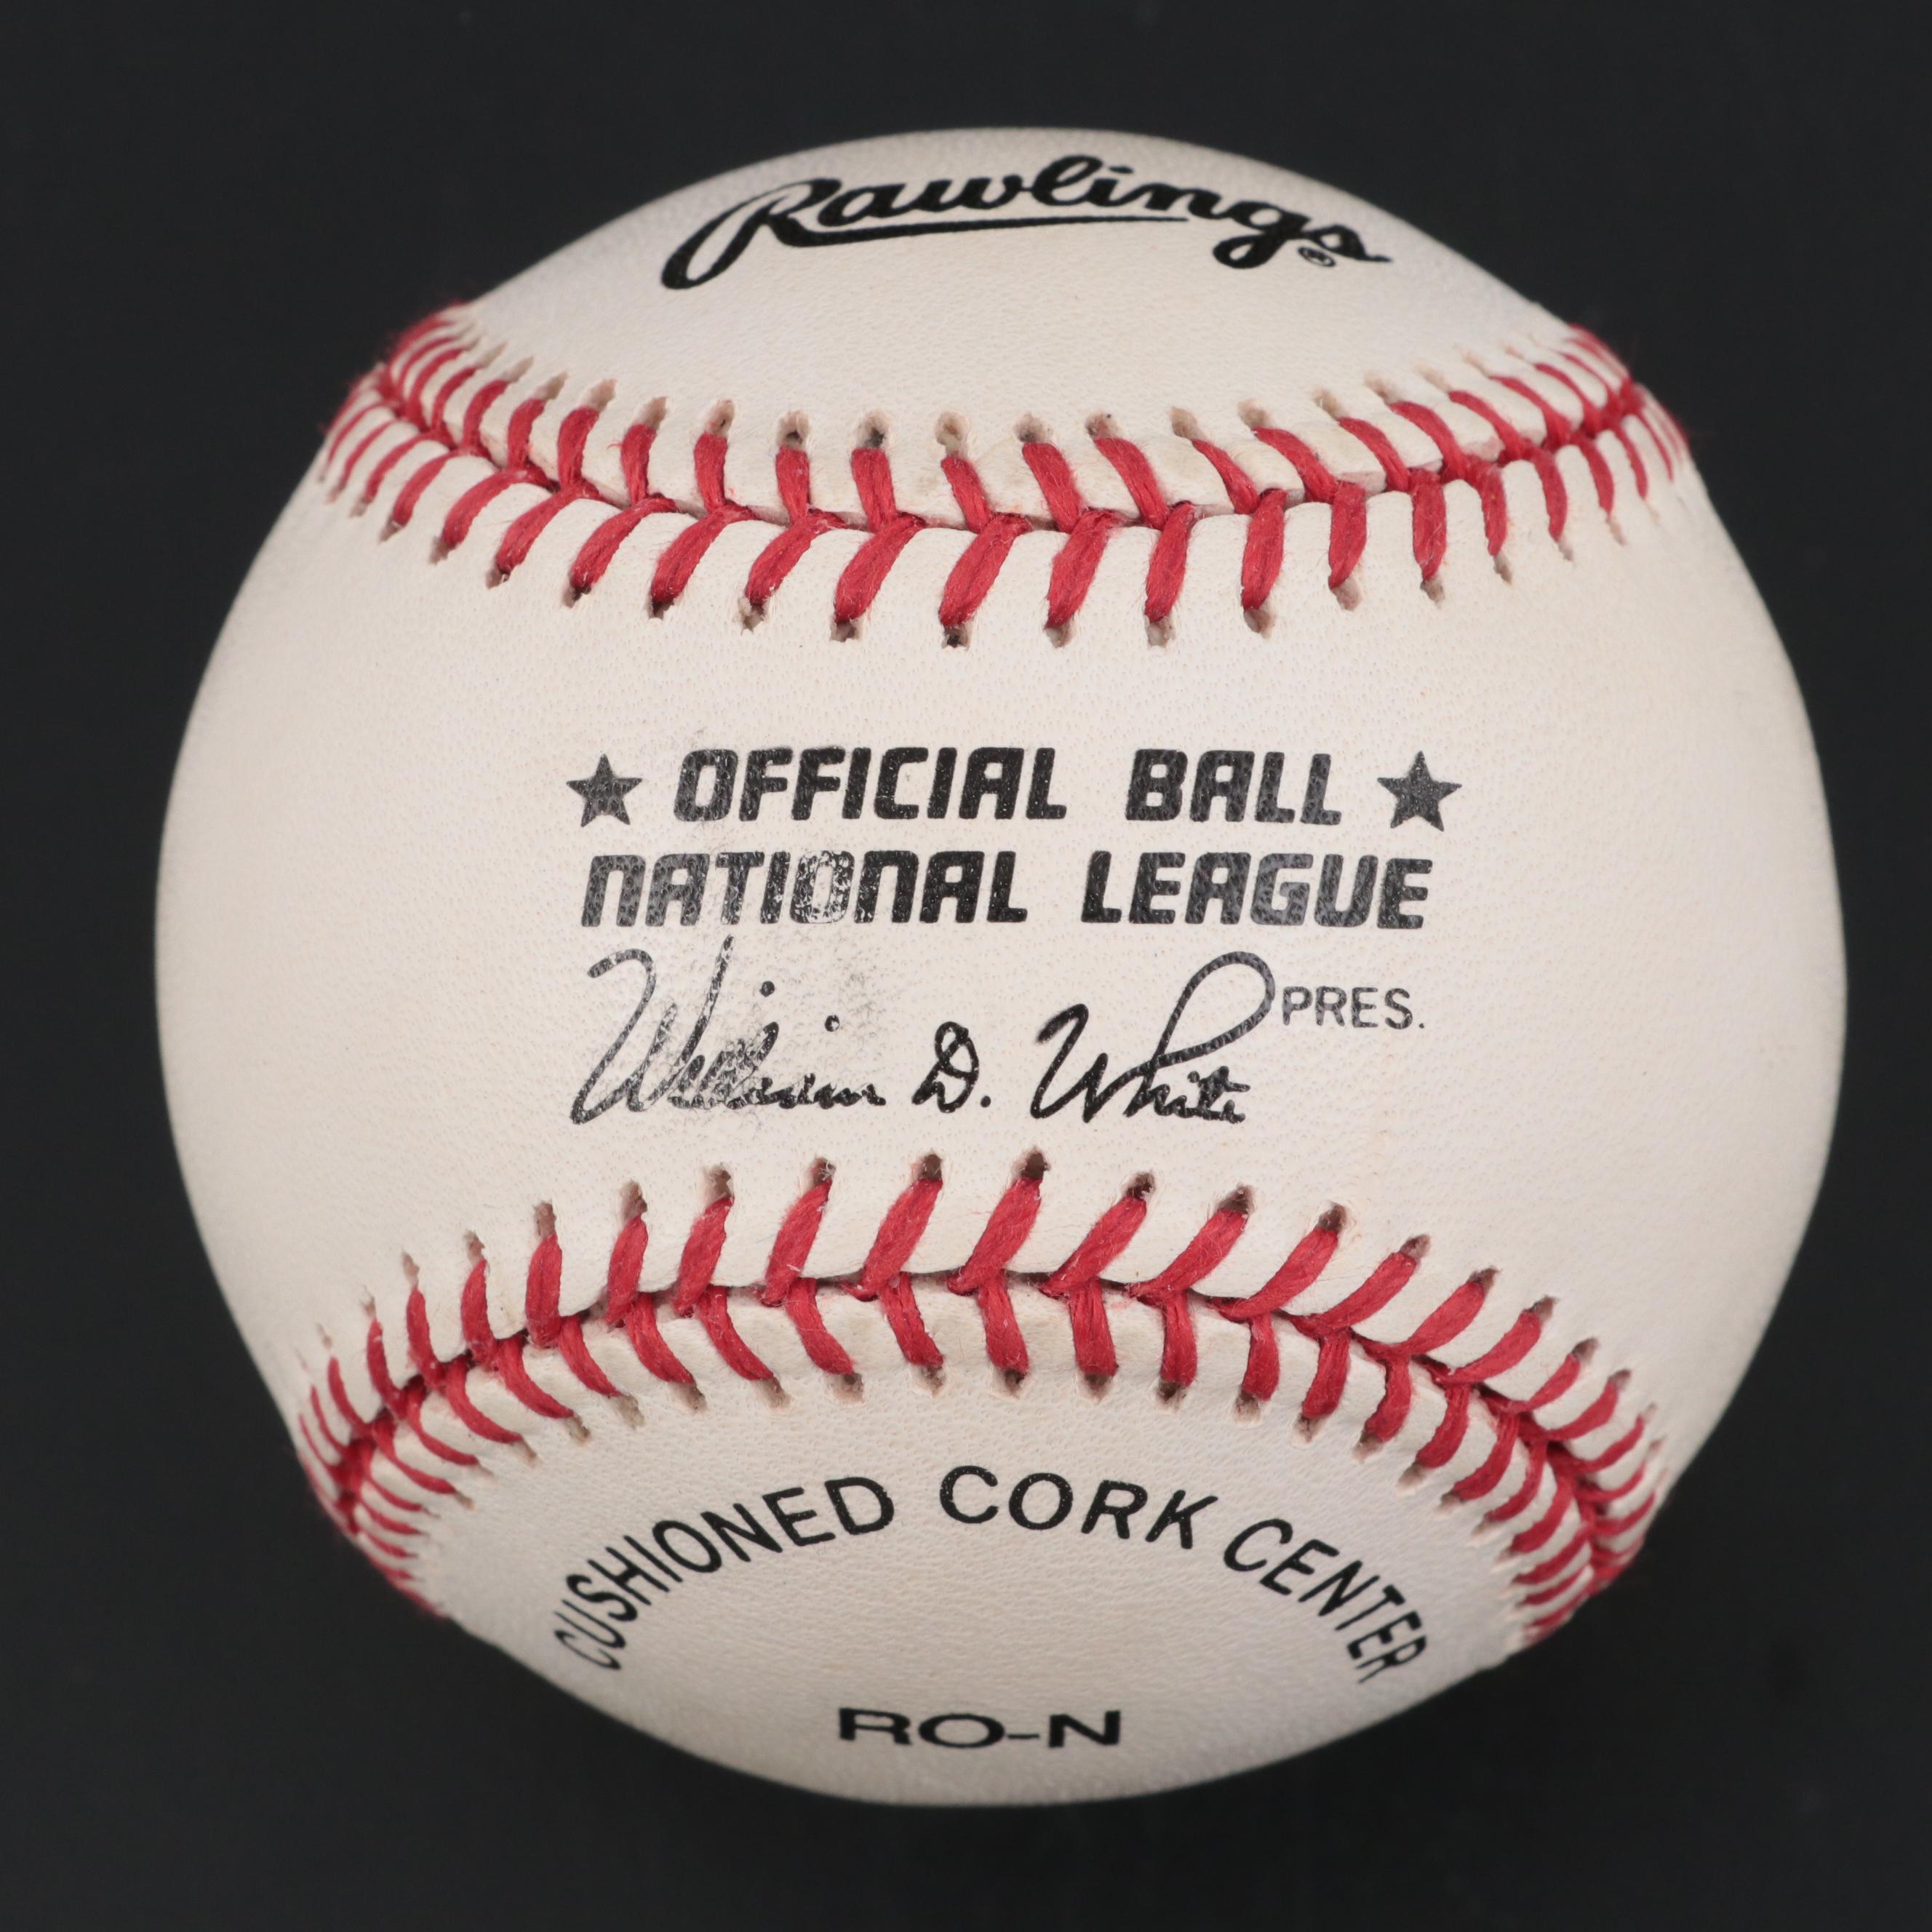 Rawlings®
★ OFFICIAL BALL ★
NATIONAL LEAGUE
William D. White PRES.
CUSHIONED CORK CENTER
RO-N